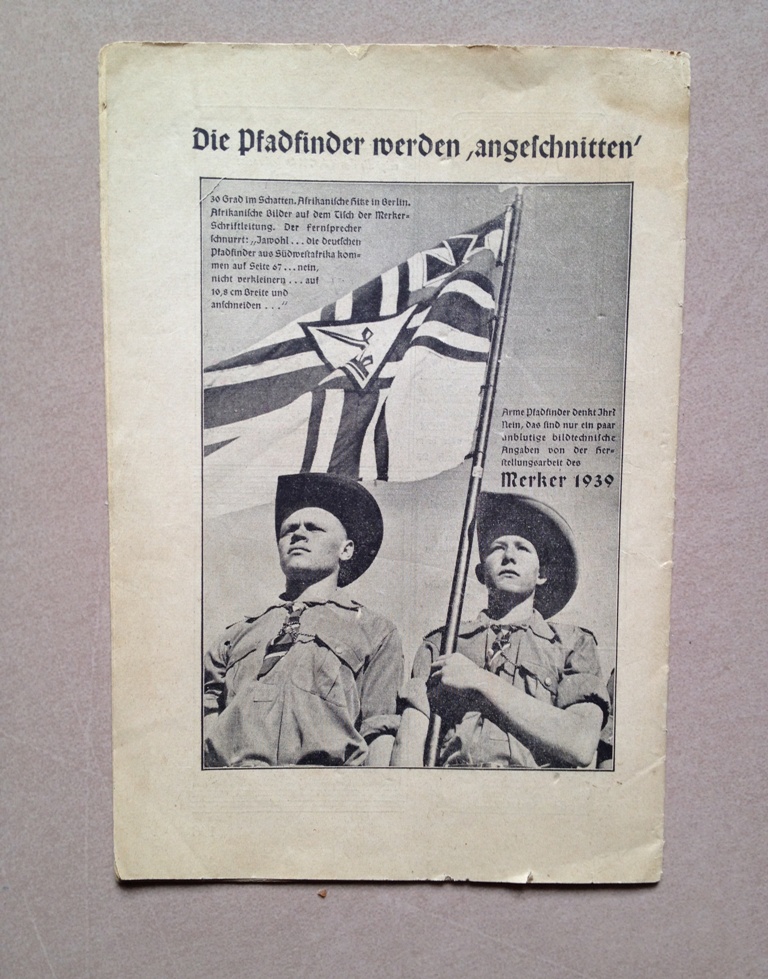 Die Pfadfinder werden ‚angeschnitten'
30 Grad im Schatten. Afrikanische Hitze in Berlin.
Afrikanische Bilder auf dem Tisch der Merker-
Schriftleitung. Der Fernsprecher
schnurrt: „Jawohl . . . die deutschen
Pfadfinder aus Südwestafrika kom-
men auf Seite 67 . . . nein,
nicht verkleinern . . . auf
10,8 cm Breite und
anschneiden . . .“
Arme Pfadfinder denkt Ihr?
Nein, das sind nur ein paar
unblutige bildtechnische
Angaben von der Her-
stellungsarbeit des
Merker 1939